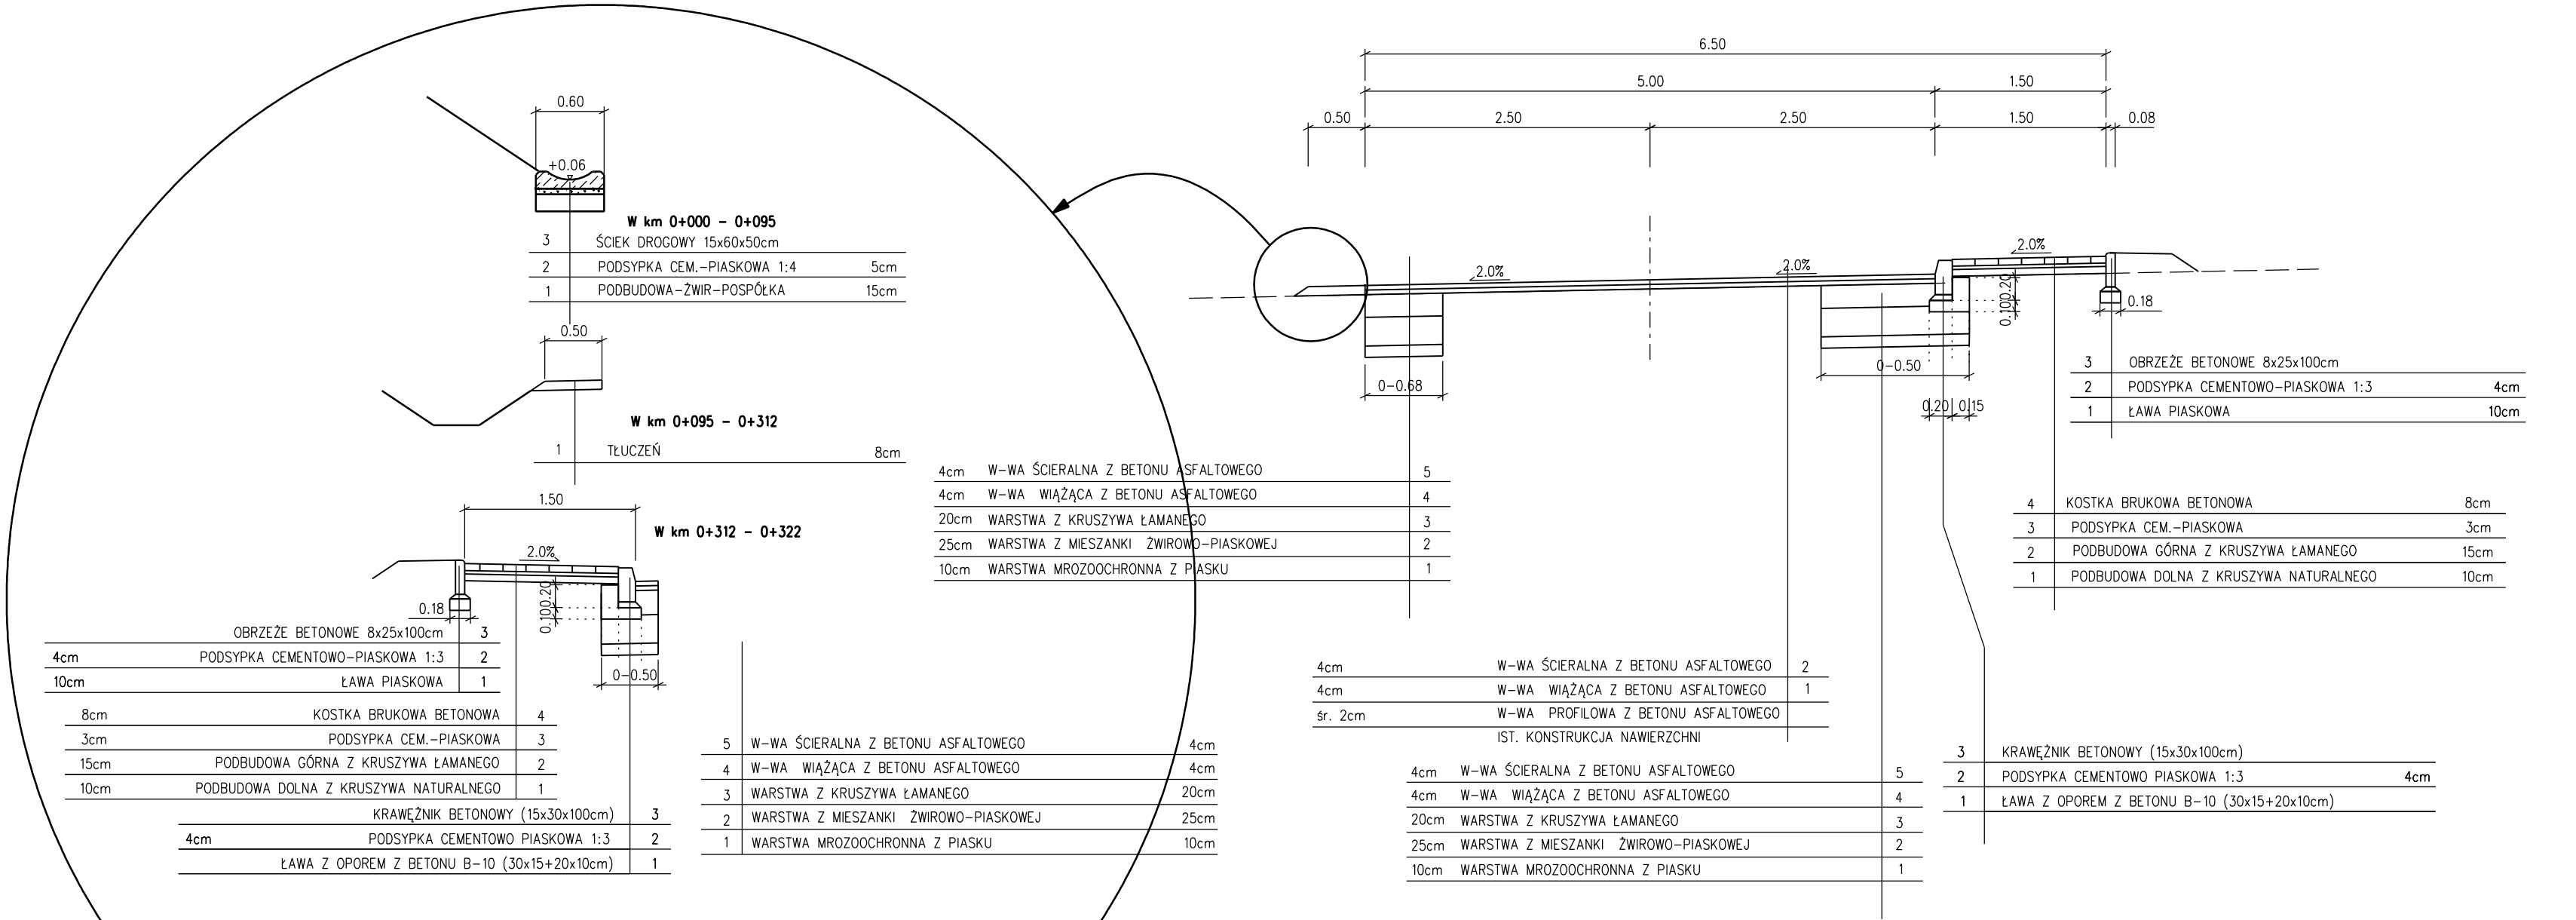 6.50
5.00 1.50
0.50 2.50 2.50 1.50 0.08
0.60
+0.06
W km 0+000 - 0+095
3 ŚCIEK DROGOWY 15x60x50cm
2 PODSYPKA CEM.-PIASKOWA 1:4 5cm
1 PODBUDOWA-ŻWIR-POSPÓŁKA 15cm
0.50
W km 0+095 - 0+312
1 TŁUCZEŃ 8cm
1.50
W km 0+312 - 0+322
2.0%
0.10 0.20
0.18
0-0.50
OBRZEŻE BETONOWE 8x25x100cm 3
4cm PODSYPKA CEMENTOWO-PIASKOWA 1:3 2
10cm ŁAWA PIASKOWA 1
8cm KOSTKA BRUKOWA BETONOWA 4
3cm PODSYPKA CEM.-PIASKOWA 3
15cm PODBUDOWA GÓRNA Z KRUSZYWA ŁAMANEGO 2
10cm PODBUDOWA DOLNA Z KRUSZYWA NATURALNEGO 1
KRAWĘŻNIK BETONOWY (15x30x100cm) 3
4cm PODSYPKA CEMENTOWO PIASKOWA 1:3 2
ŁAWA Z OPOREM Z BETONU B-10 (30x15+20x10cm) 1
5 W-WA ŚCIERALNA Z BETONU ASFALTOWEGO 4cm
4 W-WA WIĄŻĄCA Z BETONU ASFALTOWEGO 4cm
3 WARSTWA Z KRUSZYWA ŁAMANEGO 20cm
2 WARSTWA Z MIESZANKI ŻWIROWO-PIASKOWEJ 25cm
1 WARSTWA MROZOOCHRONNA Z PIASKU 10cm
2.0% 2.0% 2.0%
0.10 0.20
0.18
0-0.68
0-0.50
0.20 0.15
4cm W-WA ŚCIERALNA Z BETONU ASFALTOWEGO 5
4cm W-WA WIĄŻĄCA Z BETONU ASFALTOWEGO 4
20cm WARSTWA Z KRUSZYWA ŁAMANEGO 3
25cm WARSTWA Z MIESZANKI ŻWIROWO-PIASKOWEJ 2
10cm WARSTWA MROZOOCHRONNA Z PIASKU 1
3 OBRZEŻE BETONOWE 8x25x100cm
2 PODSYPKA CEMENTOWO-PIASKOWA 1:3 4cm
1 ŁAWA PIASKOWA 10cm
4 KOSTKA BRUKOWA BETONOWA 8cm
3 PODSYPKA CEM.-PIASKOWA 3cm
2 PODBUDOWA GÓRNA Z KRUSZYWA ŁAMANEGO 15cm
1 PODBUDOWA DOLNA Z KRUSZYWA NATURALNEGO 10cm
4cm W-WA ŚCIERALNA Z BETONU ASFALTOWEGO 2
4cm W-WA WIĄŻĄCA Z BETONU ASFALTOWEGO 1
śr. 2cm W-WA PROFILOWA Z BETONU ASFALTOWEGO
IST. KONSTRUKCJA NAWIERZCHNI
4cm W-WA ŚCIERALNA Z BETONU ASFALTOWEGO 5
4cm W-WA WIĄŻĄCA Z BETONU ASFALTOWEGO 4
20cm WARSTWA Z KRUSZYWA ŁAMANEGO 3
25cm WARSTWA Z MIESZANKI ŻWIROWO-PIASKOWEJ 2
10cm WARSTWA MROZOOCHRONNA Z PIASKU 1
3 KRAWĘŻNIK BETONOWY (15x30x100cm)
2 PODSYPKA CEMENTOWO PIASKOWA 1:3 4cm
1 ŁAWA Z OPOREM Z BETONU B-10 (30x15+20x10cm)